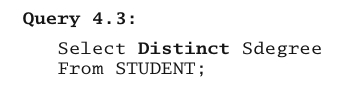 Query 4.3:
Select Distinct Sdegree
From STUDENT;